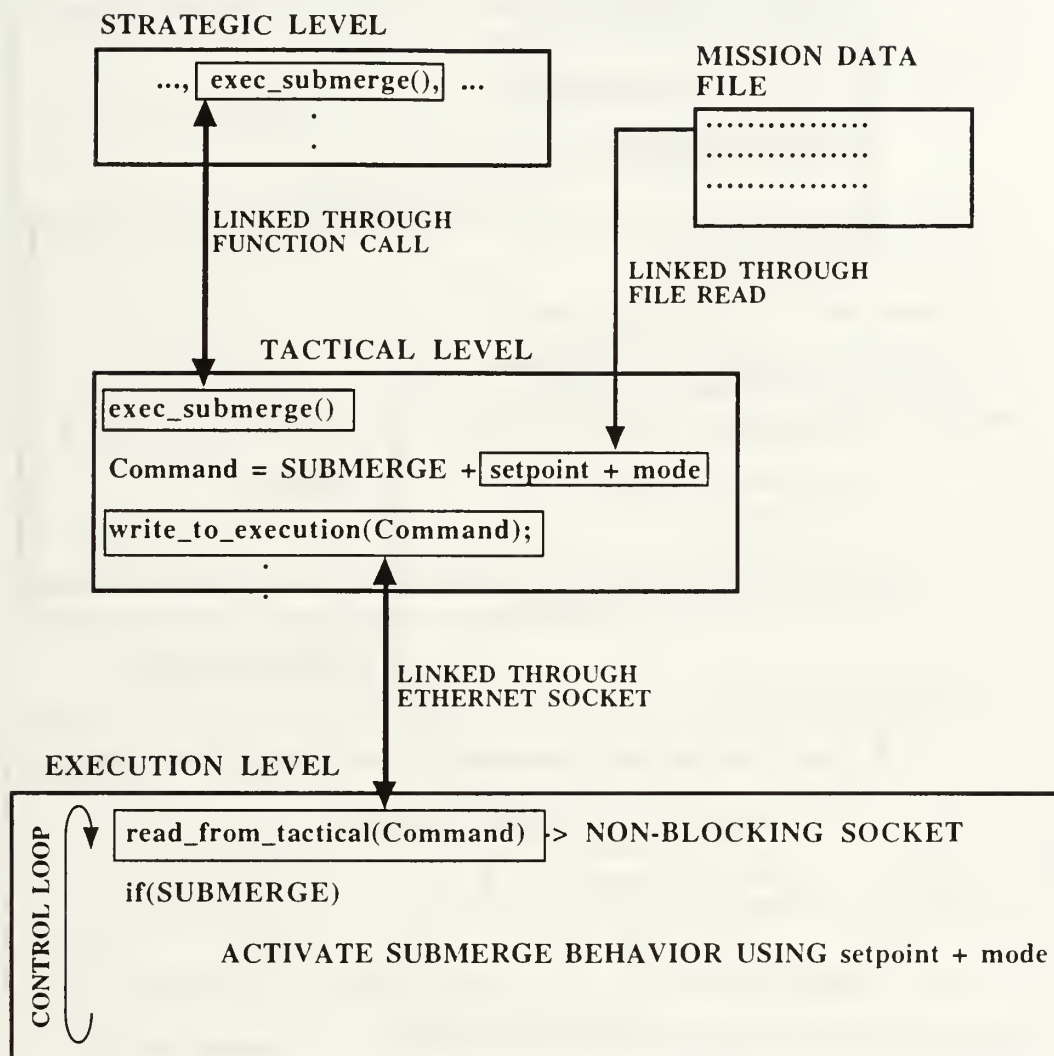 STRATEGIC LEVEL
..., exec_submerge(), ...
.
.
MISSION DATA
FILE
................
................
................
LINKED THROUGH
FUNCTION CALL
LINKED THROUGH
FILE READ
TACTICAL LEVEL
exec_submerge()
Command = SUBMERGE + setpoint + mode
write_to_execution(Command);
.
.
LINKED THROUGH
ETHERNET SOCKET
EXECUTION LEVEL
CONTROL LOOP
read_from_tactical(Command) -> NON-BLOCKING SOCKET
if(SUBMERGE)
ACTIVATE SUBMERGE BEHAVIOR USING setpoint + mode